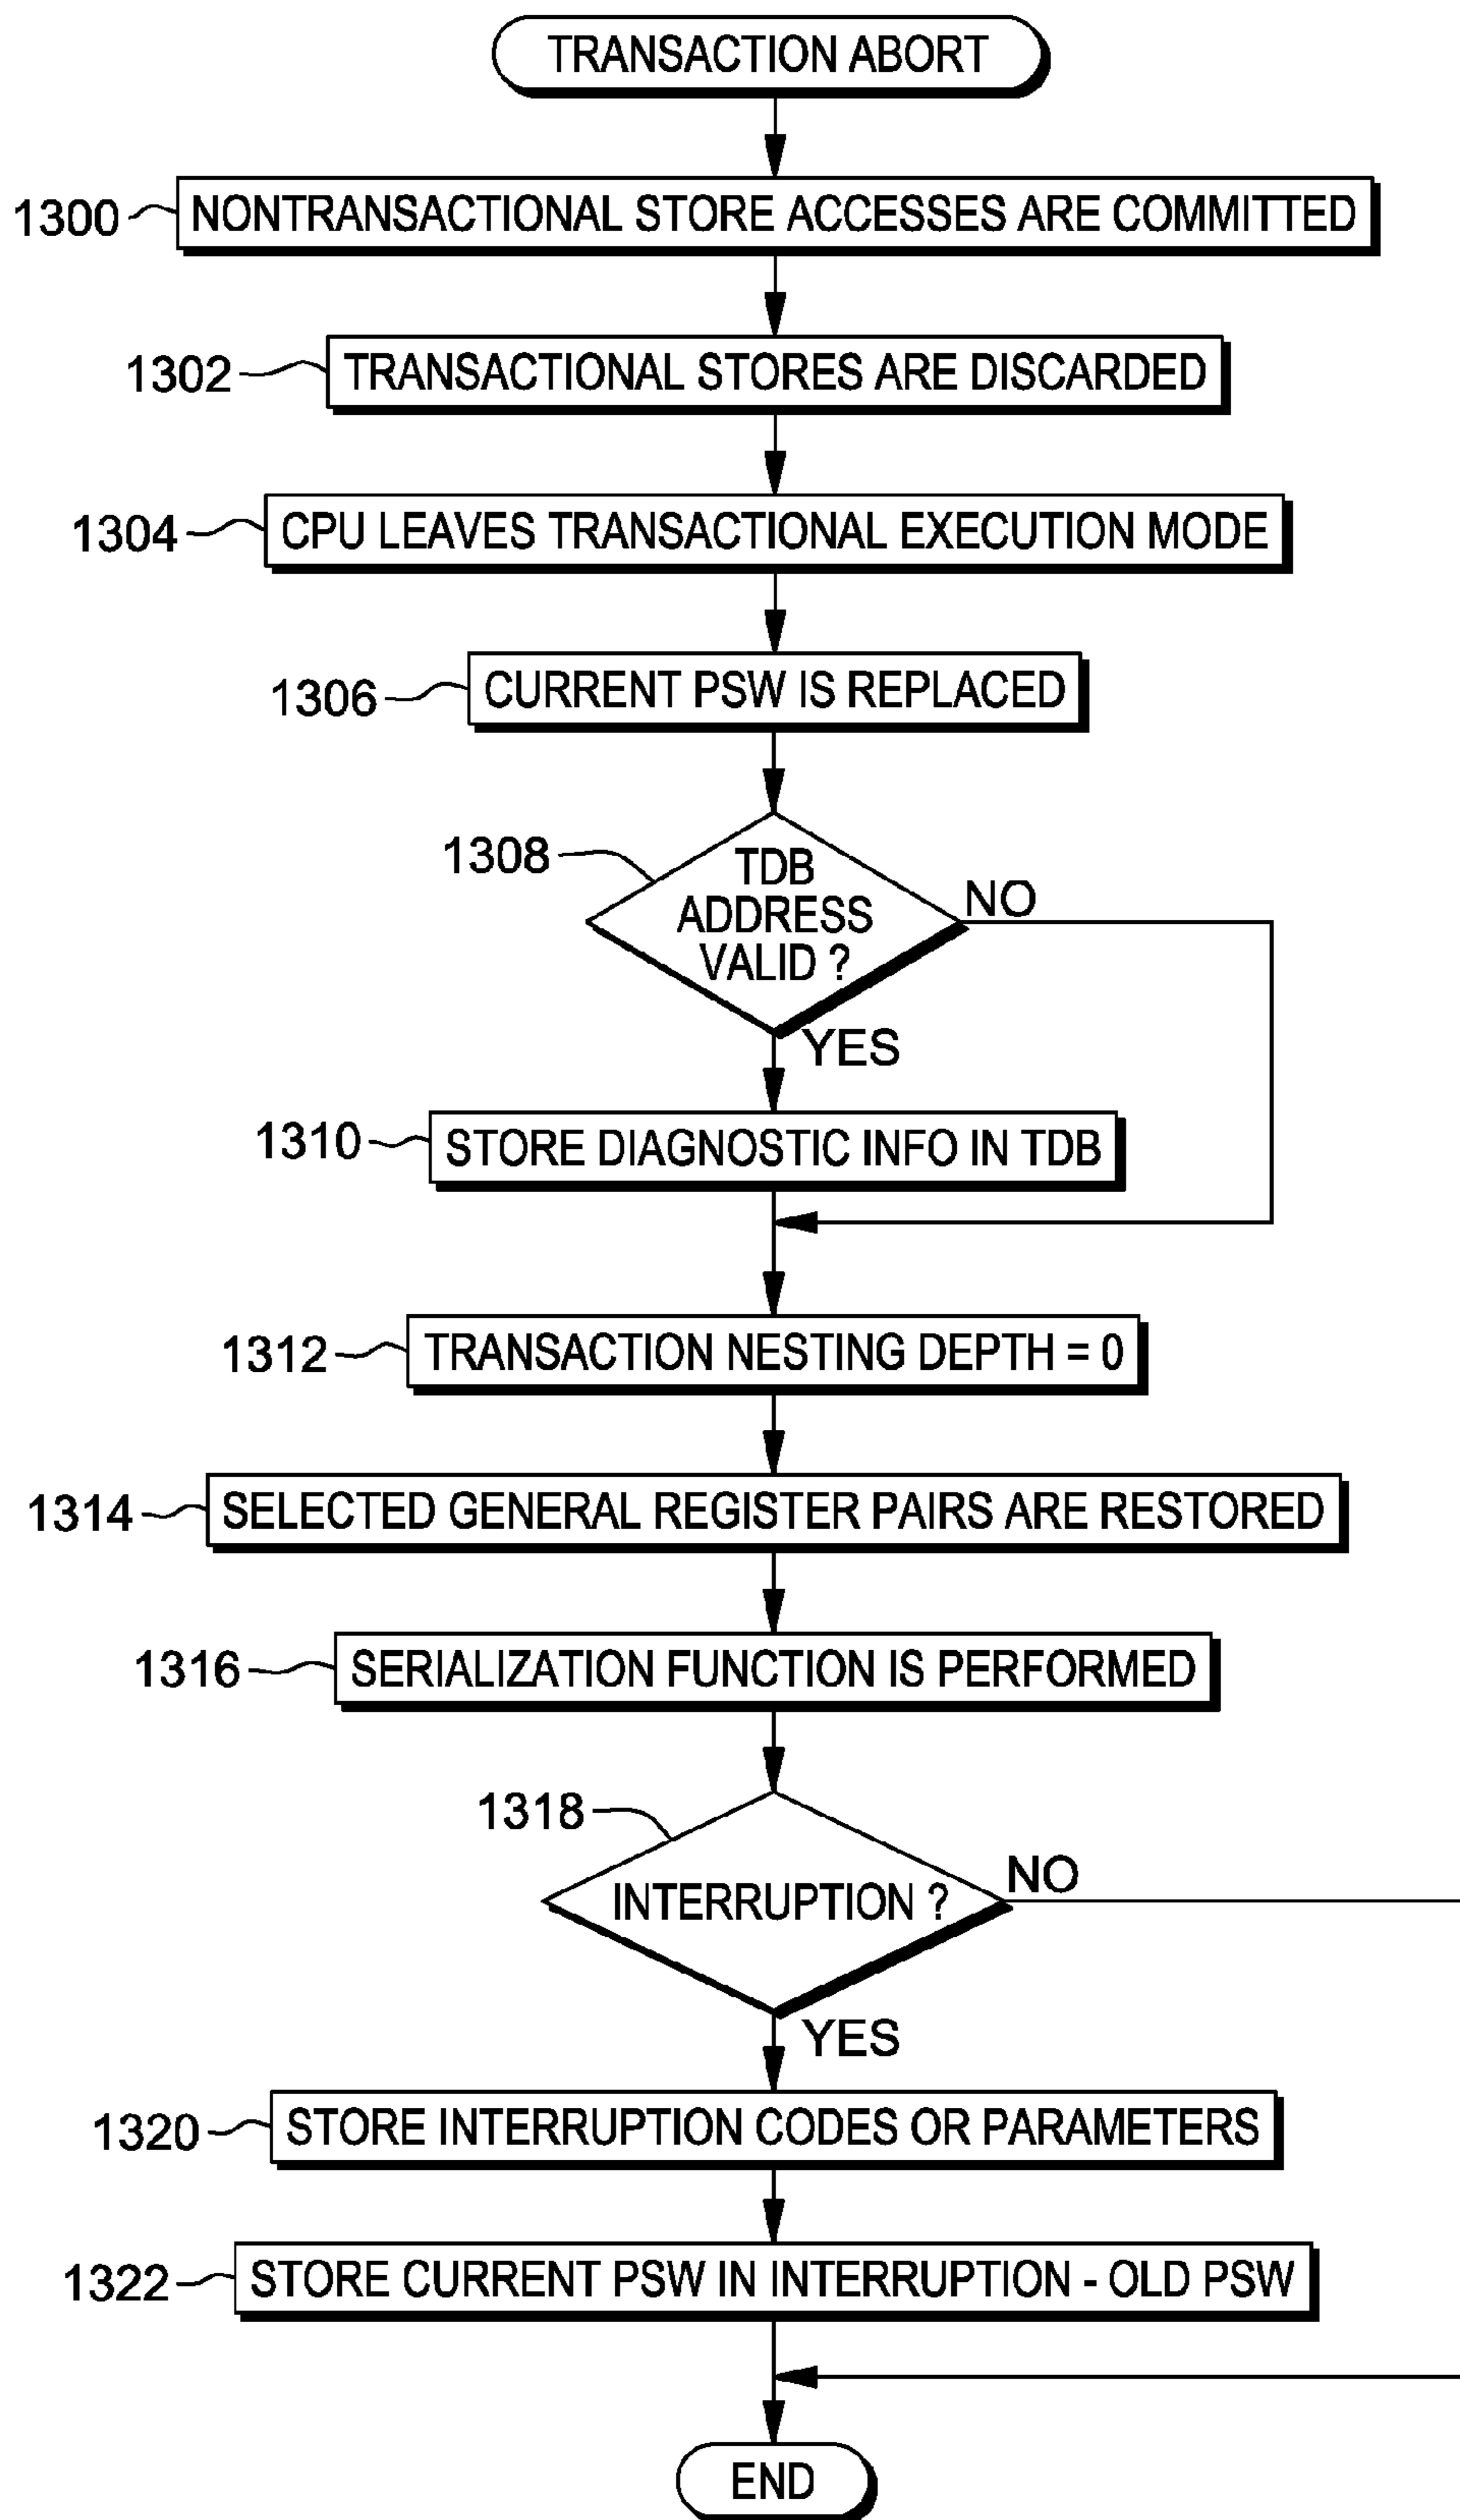 TRANSACTION ABORT
1300
NONTRANSACTIONAL STORE ACCESSES ARE COMMITTED
1302
TRANSACTIONAL STORES ARE DISCARDED
1304
CPU LEAVES TRANSACTIONAL EXECUTION MODE
1306
CURRENT PSW IS REPLACED
1308
TDB
ADDRESS
VALID ?
NO
YES
1310
STORE DIAGNOSTIC INFO IN TDB
1312
TRANSACTION NESTING DEPTH = 0
1314
SELECTED GENERAL REGISTER PAIRS ARE RESTORED
1316
SERIALIZATION FUNCTION IS PERFORMED
1318
INTERRUPTION ?
NO
YES
1320
STORE INTERRUPTION CODES OR PARAMETERS
1322
STORE CURRENT PSW IN INTERRUPTION - OLD PSW
END